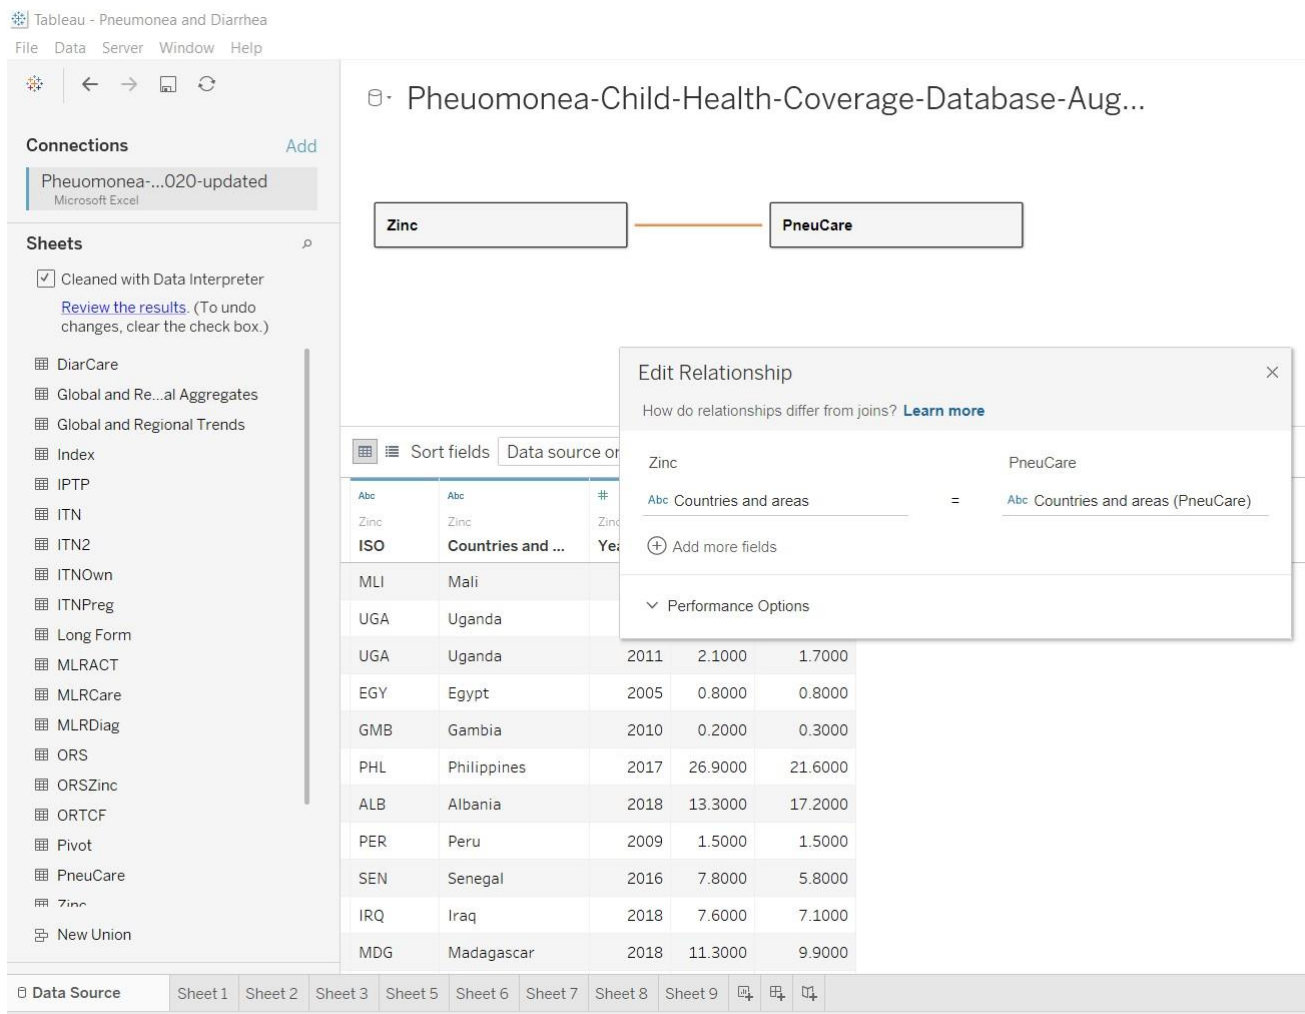 Tableau - Pneumonea and Diarrhea
File Data Server Window Help
Pheuomonea-Child-Health-Coverage-Database-Aug...
Connections Add
Pheuomonea-...020-updated
Microsoft Excel
Zinc PneuCare
Sheets
Cleaned with Data Interpreter
Review the results. (To undo
changes, clear the check box.)
DiarCare
Global and Re...al Aggregates
Global and Regional Trends
Index
IPTP
ITN
ITN2
ITNOwn
ITNPreg
Long Form
MLRACT
MLRCare
MLRDiag
ORS
ORSZinc
ORTCF
Pivot
PneuCare
Zinc
New Union
Edit Relationship
How do relationships differ from joins? Learn more
Zinc PneuCare
Abc Countries and areas = Abc Countries and areas (PneuCare)
Add more fields
Performance Options
Sort fields Data source or
Abc Abc #
Zinc Zinc Zinc
ISO Countries and ... Yea
MLI Mali
UGA Uganda
UGA Uganda 2011 2.1000 1.7000
EGY Egypt 2005 0.8000 0.8000
GMB Gambia 2010 0.2000 0.3000
PHL Philippines 2017 26.9000 21.6000
ALB Albania 2018 13.3000 17.2000
PER Peru 2009 1.5000 1.5000
SEN Senegal 2016 7.8000 5.8000
IRQ Iraq 2018 7.6000 7.1000
MDG Madagascar 2018 11.3000 9.9000
Data Source Sheet 1 Sheet 2 Sheet 3 Sheet 5 Sheet 6 Sheet 7 Sheet 8 Sheet 9